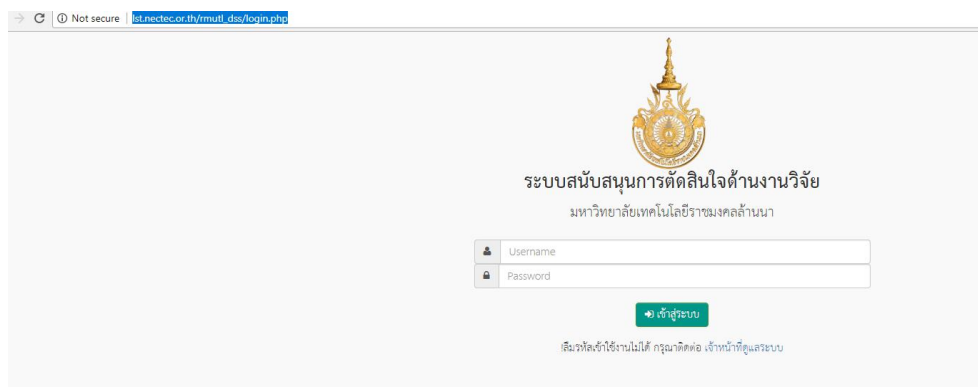 Not secure | lst.nectec.or.th/rmutl_dss/login.php
ระบบสนับสนุนการตัดสินใจด้านงานวิจัย
มหาวิทยาลัยเทคโนโลยีราชมงคลล้านนา
Username
Password
เข้าสู่ระบบ
ลืมรหัสเข้าใช้งานไม่ได้ กรุณาติดต่อ เจ้าหน้าที่ดูแลระบบ